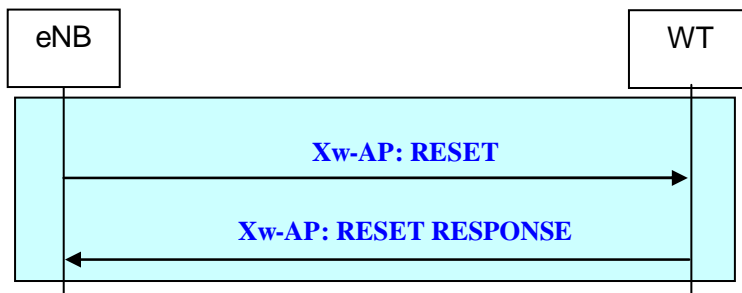 eNB
WT
Xw-AP: RESET
Xw-AP: RESET RESPONSE